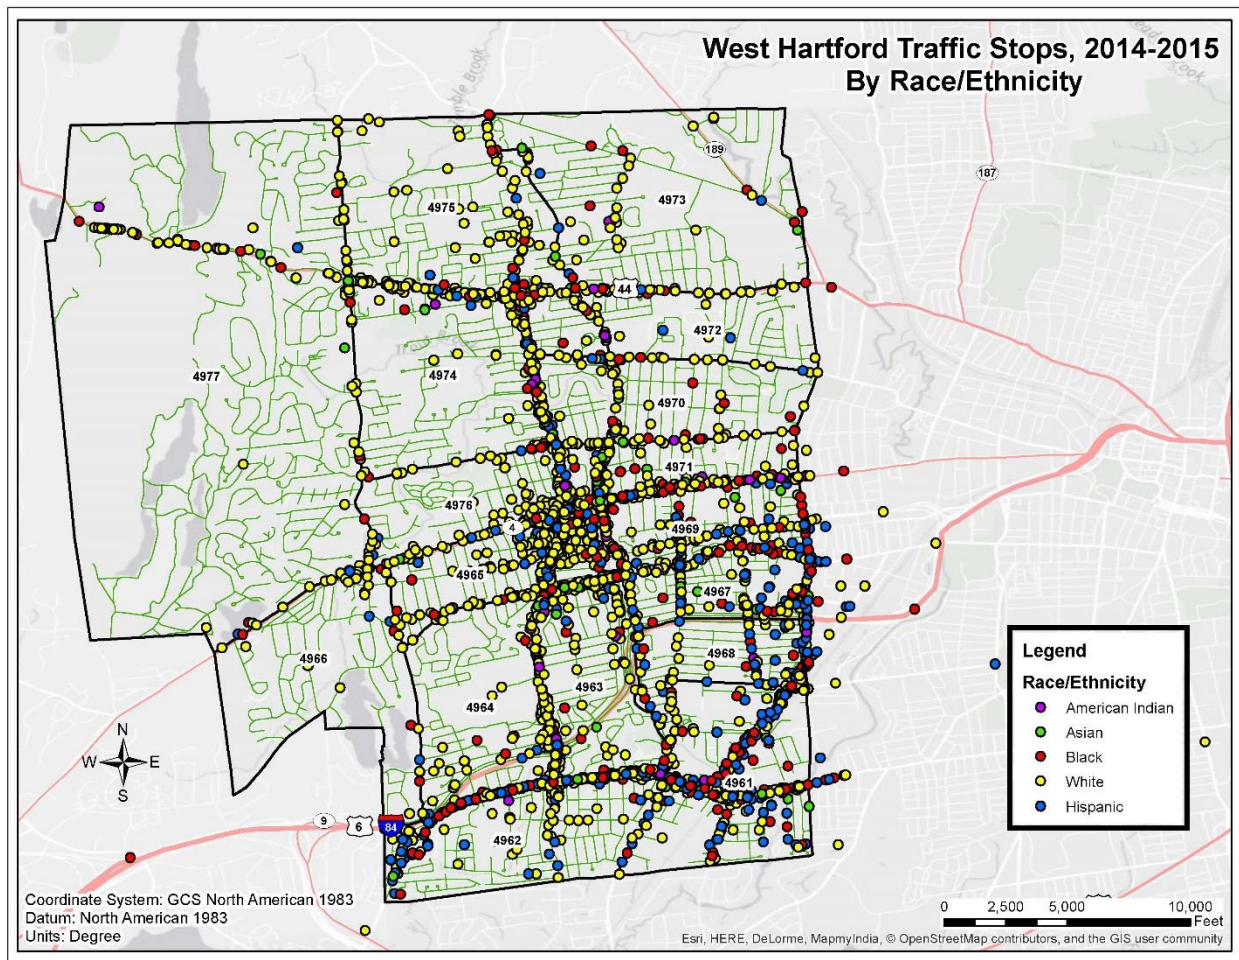 West Hartford Traffic Stops, 2014-2015
By Race/Ethnicity
189
187
4973
4975
44
4972
4977
4974
4970
4971
4976
4
4969
4965
4967
4966
4968
4963
4964
4961
4962
9
6
84
N
W
E
S
Legend
Race/Ethnicity
American Indian
Asian
Black
White
Hispanic
Coordinate System: GCS North American 1983
Datum: North American 1983
Units: Degree
0 2,500 5,000 10,000
Feet
Esri, HERE, DeLorme, MapmyIndia, © OpenStreetMap contributors, and the GIS user community